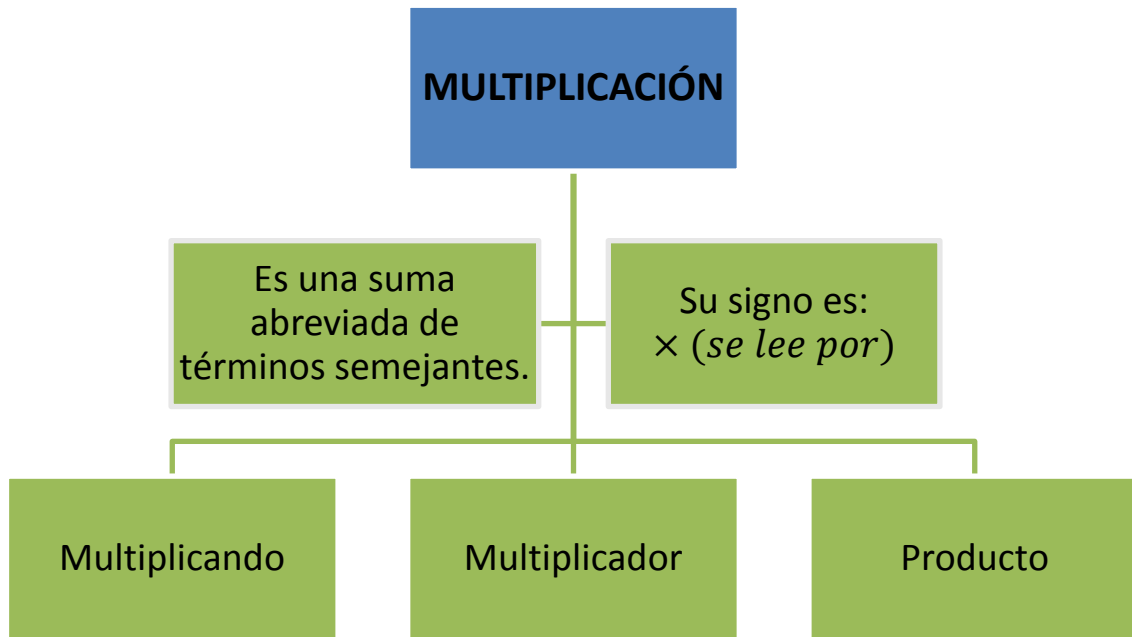 MULTIPLICACIÓN
Es una suma
abreviada de
términos semejantes.
Su signo es:
× (se lee por)
Multiplicando
Multiplicador
Producto